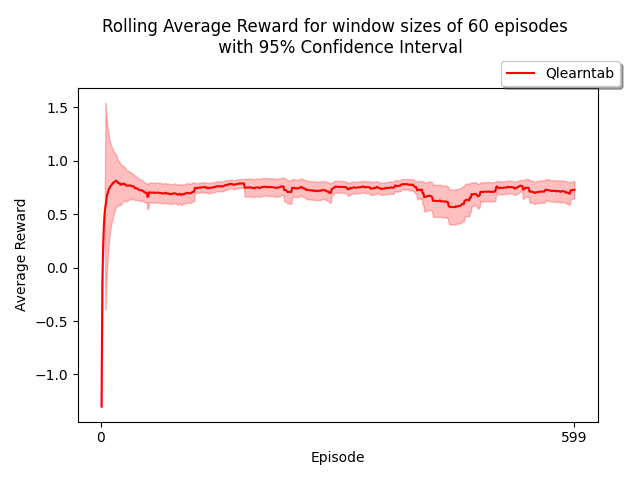 Rolling Average Reward for window sizes of 60 episodes
with 95% Confidence Interval
Qlearntab
1.5
1.0
0.5
0.0
−0.5
−1.0
Average Reward
0
599
Episode